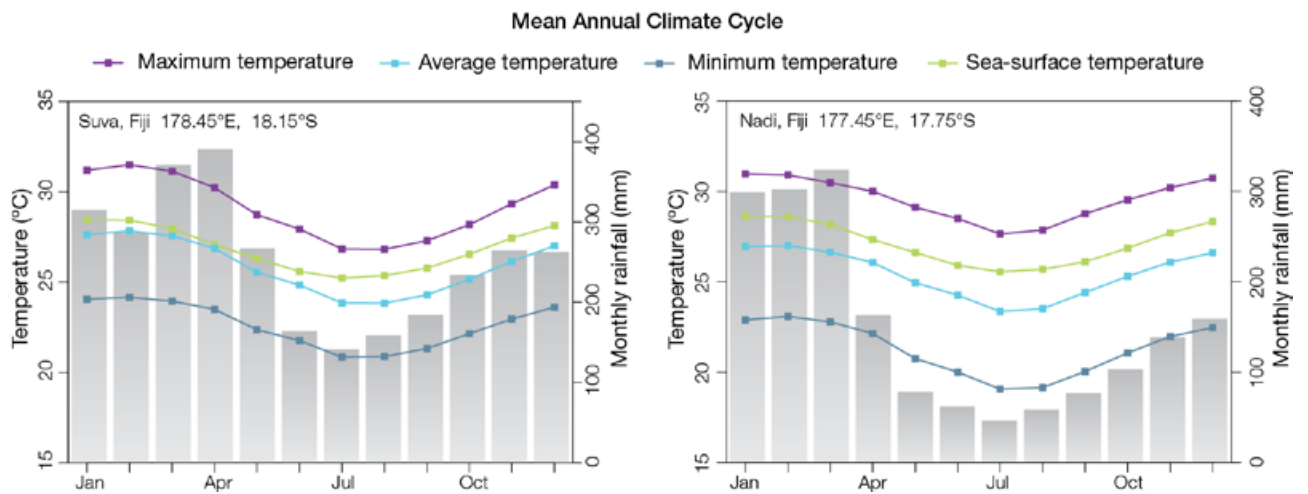 Mean Annual Climate Cycle
Maximum temperature Average temperature Minimum temperature Sea-surface temperature
Suva, Fiji 178.45°E, 18.15°S
Temperature (ºC)
35
30
25
20
15
Monthly rainfall (mm)
400
300
200
100
0
Jan Apr Jul Oct
Nadi, Fiji 177.45°E, 17.75°S
Temperature (ºC)
35
30
25
20
15
Monthly rainfall (mm)
400
300
200
100
0
Jan Apr Jul Oct